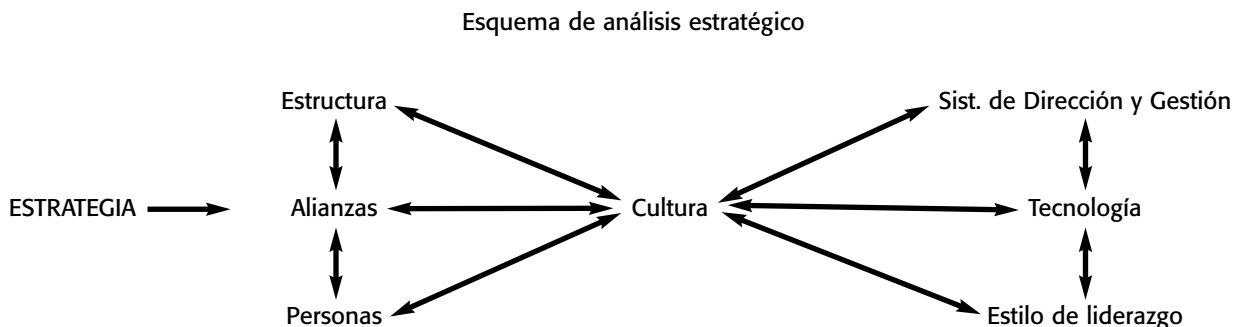 Esquema de análisis estratégico
Estructura
Sist. de Dirección y Gestión
ESTRATEGIA
Alianzas
Cultura
Tecnología
Personas
Estilo de liderazgo